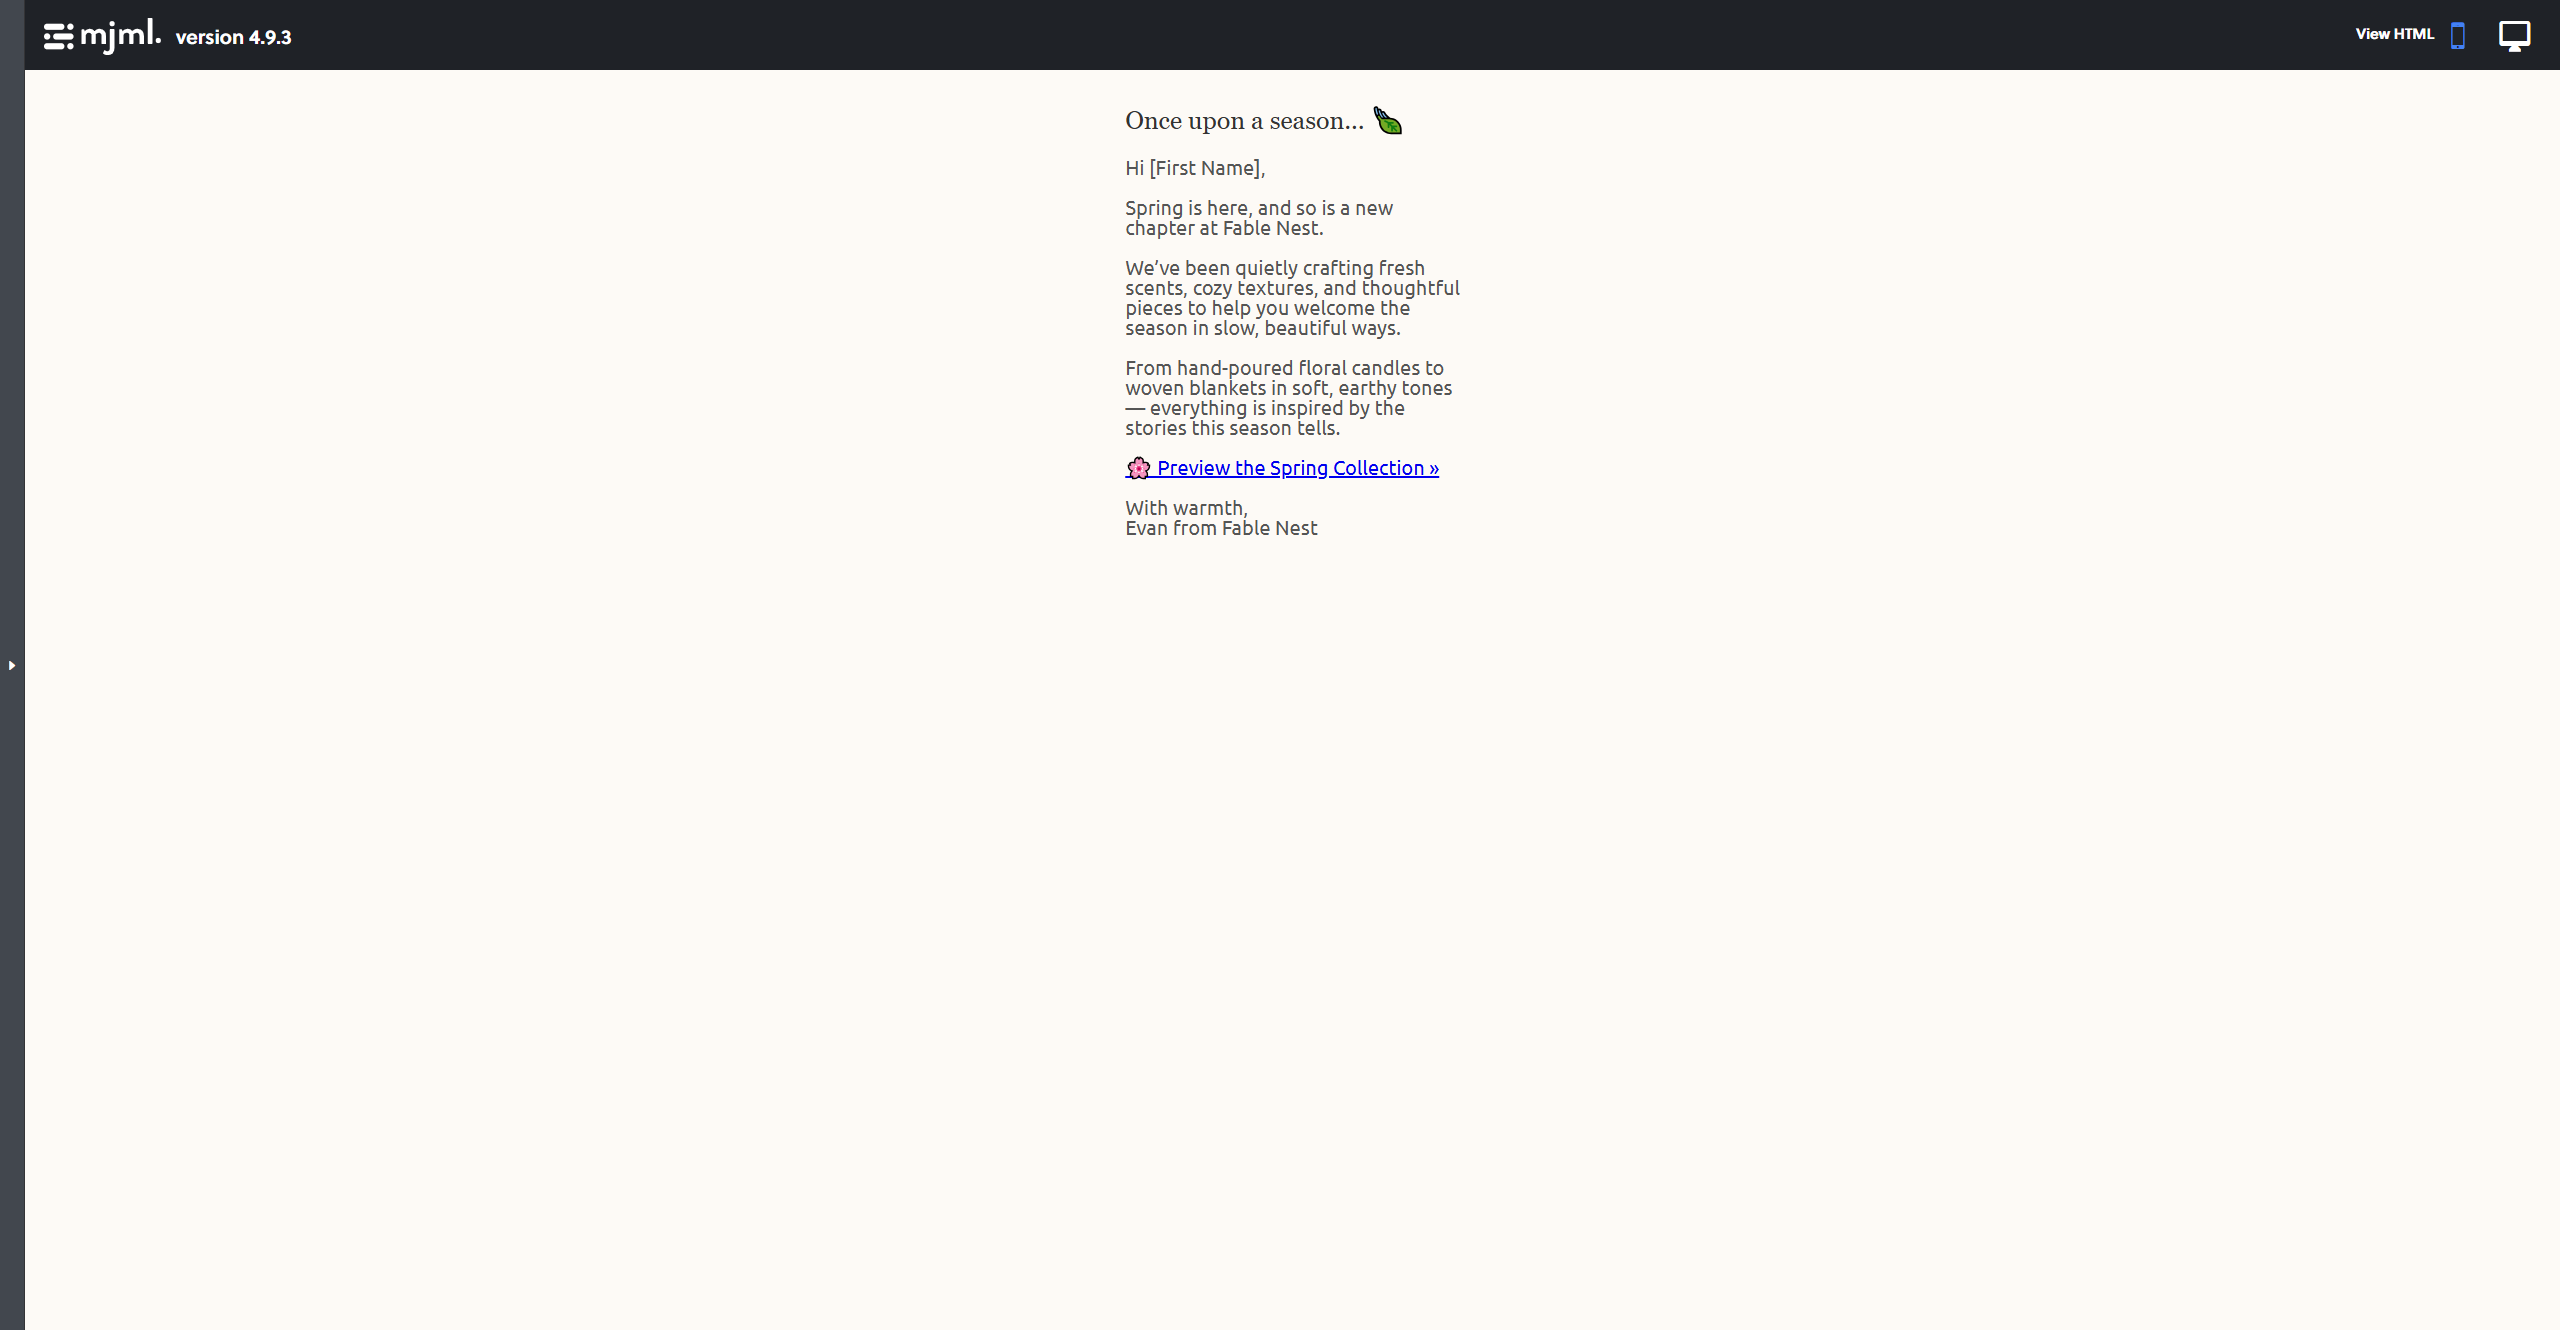 mjml. version 4.9.3
View HTML
Once upon a season... 
Hi [First Name],
Spring is here, and so is a new
chapter at Fable Nest.
We’ve been quietly crafting fresh
scents, cozy textures, and thoughtful
pieces to help you welcome the
season in slow, beautiful ways.
From hand-poured floral candles to
woven blankets in soft, earthy tones
— everything is inspired by the
stories this season tells.
🌸 Preview the Spring Collection »
With warmth,
Evan from Fable Nest